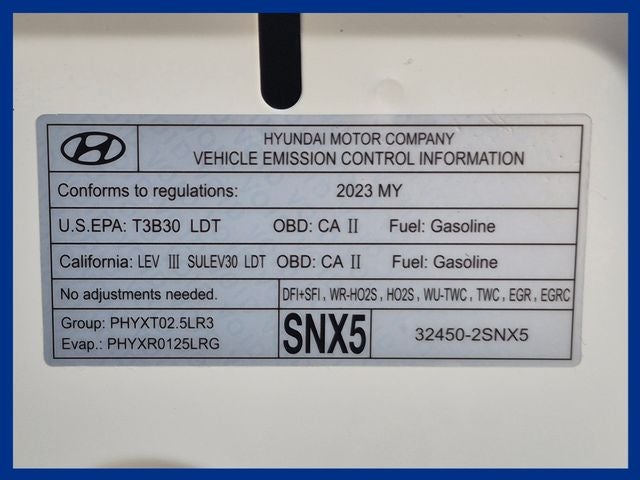 HYUNDAI MOTOR COMPANY
VEHICLE EMISSION CONTROL INFORMATION
Conforms to regulations: 2023 MY
U.S.EPA: T3B30 LDT OBD: CA II Fuel: Gasoline
California: LEV III SULEV30 LDT OBD: CA II Fuel: Gasoline
No adjustments needed. DFI+SFI, WR-HO2S, HO2S, WU-TWC, TWC, EGR, EGRC
Group: PHYXT02.5LR3
Evap.: PHYXR0125LRG
SNX5
32450-2SNX5